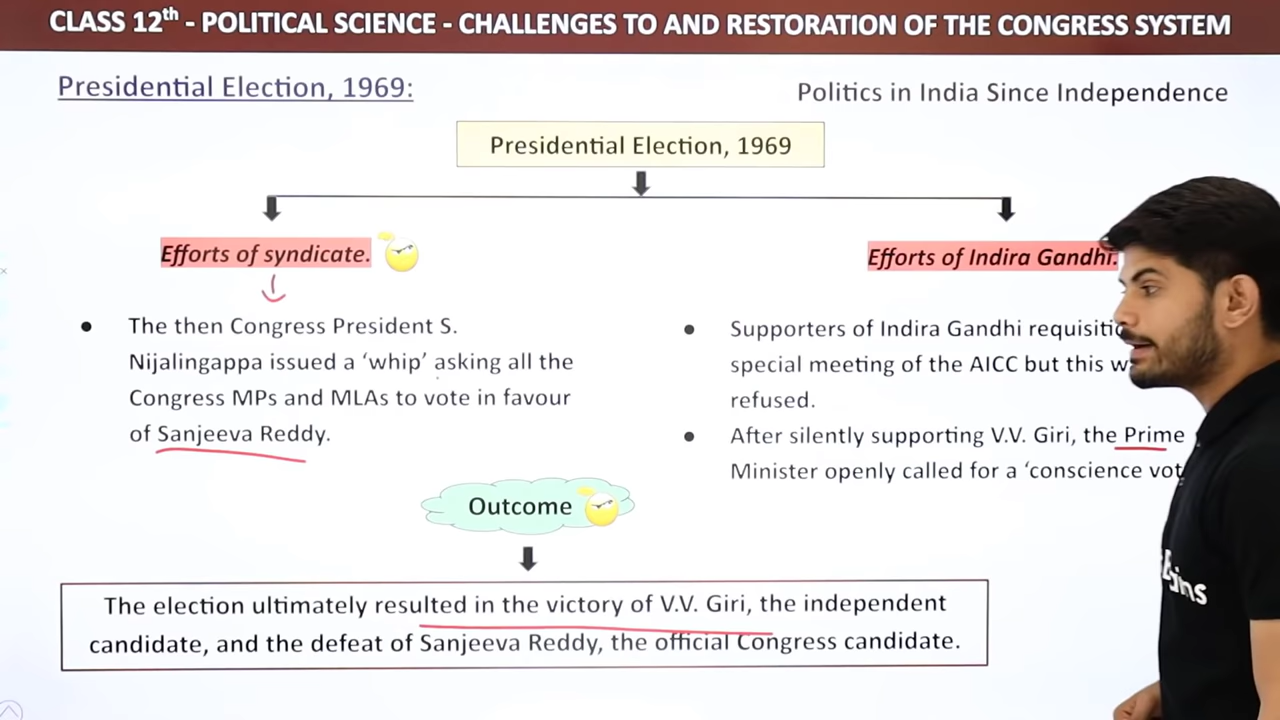 CLASS 12th - POLITICAL SCIENCE - CHALLENGES TO AND RESTORATION OF THE CONGRESS SYSTEM
Presidential Election, 1969:
Politics in India Since Independence
Presidential Election, 1969
Efforts of syndicate.
Efforts of Indira Gandhi.
The then Congress President S.
Nijalingappa issued a ‘whip’ asking all the
Congress MPs and MLAs to vote in favour
of Sanjeeva Reddy.
Supporters of Indira Gandhi
special meeting of the AICC but this
refused.
After silently supporting V.V. Giri, the Prime
Minister openly called for a ‘conscience
Outcome
The election ultimately resulted in the victory of V.V. Giri, the independent
candidate, and the defeat of Sanjeeva Reddy, the official Congress candidate.